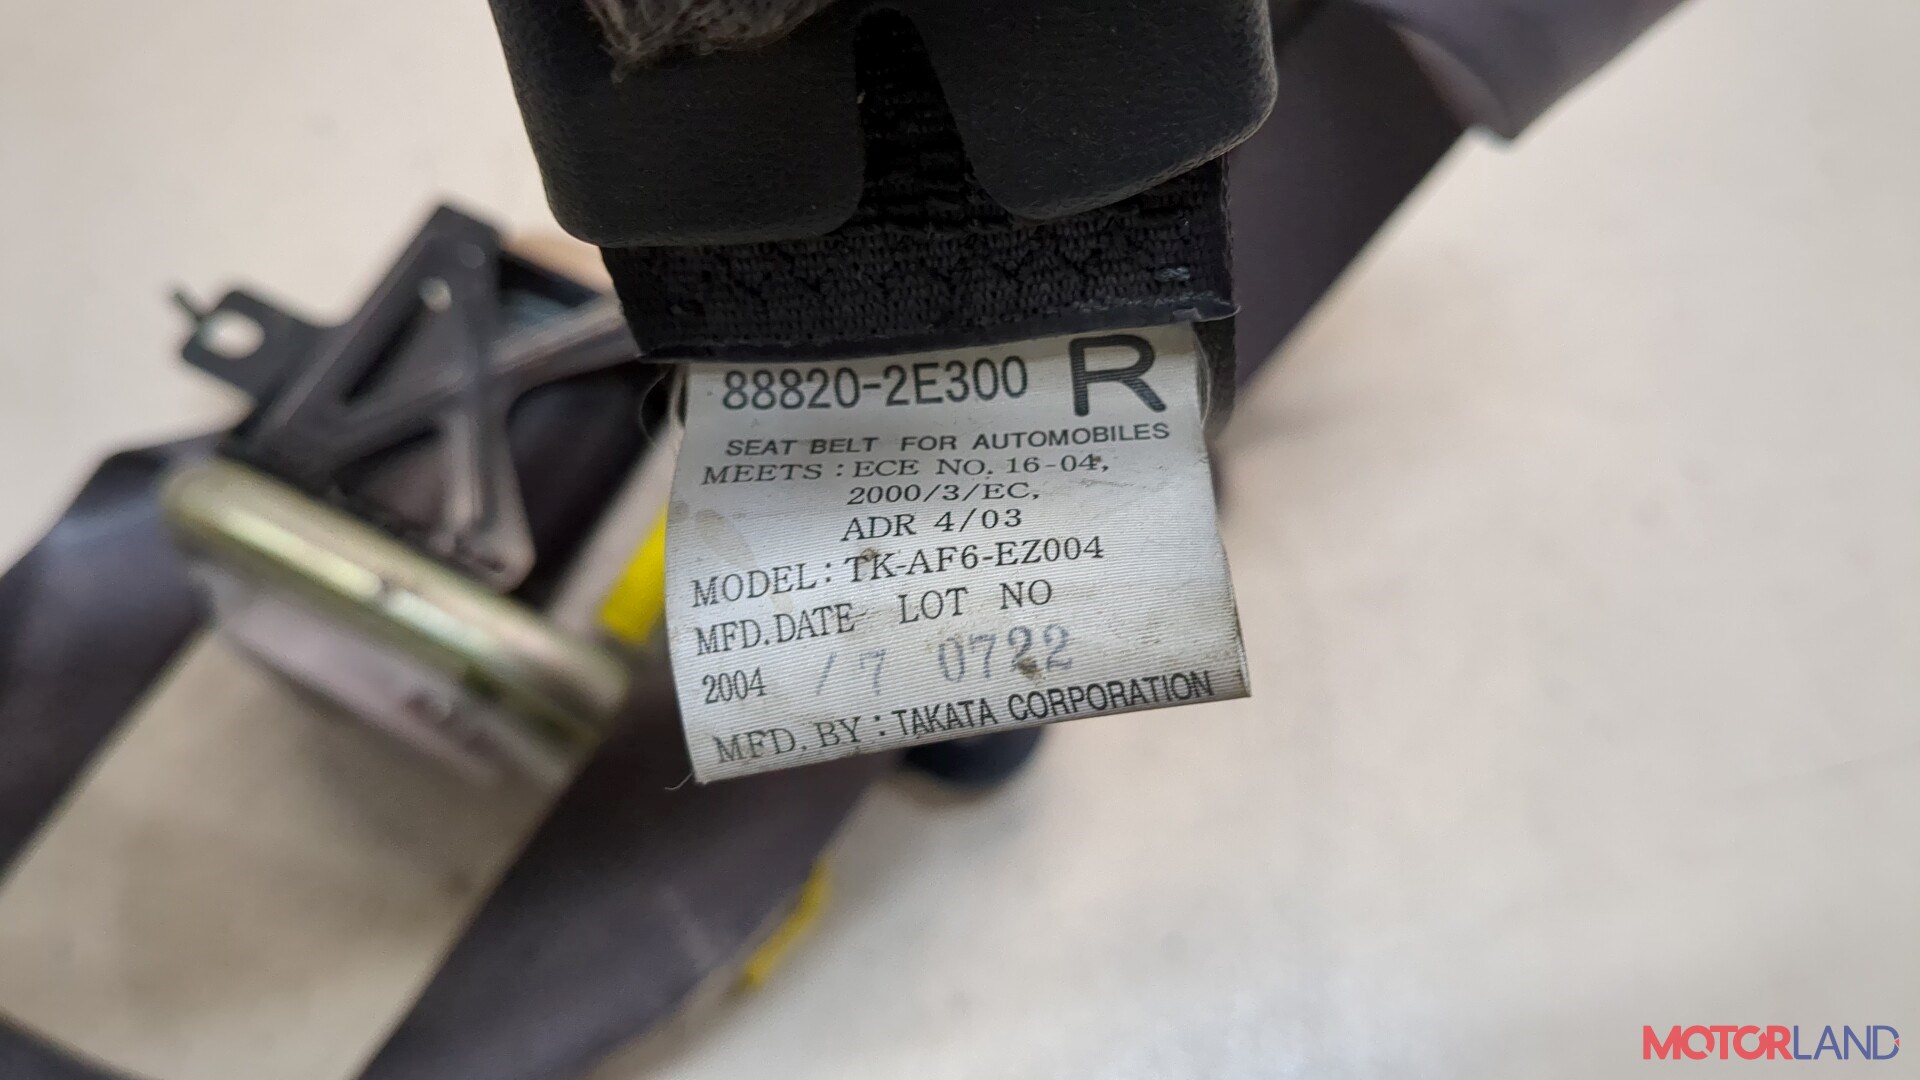 88820-2E300 R
SEAT BELT FOR AUTOMOBILES
MEETS : ECE NO. 16-04,
2000/3/EC,
ADR 4/03
MODEL: TK-AF6-EZ004
MFD.DATE LOT NO
2004 /7 0722
MFD. BY : TAKATA CORPORATION
MOTORLAND